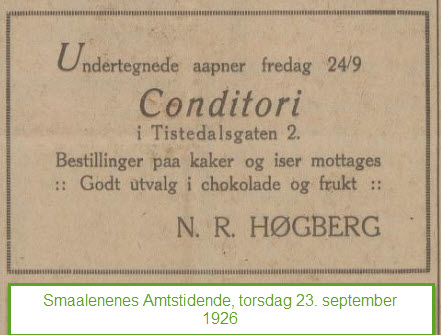 Undertegnede aapner fredag 24/9
Conditori
i Tistedalsgaten 2.
Bestillinger paa kaker og iser mottages
:: Godt utvalg i chokolade og frukt ::
N. R. HØGBERG
Smaalenenes Amtstidende, torsdag 23. september
1926